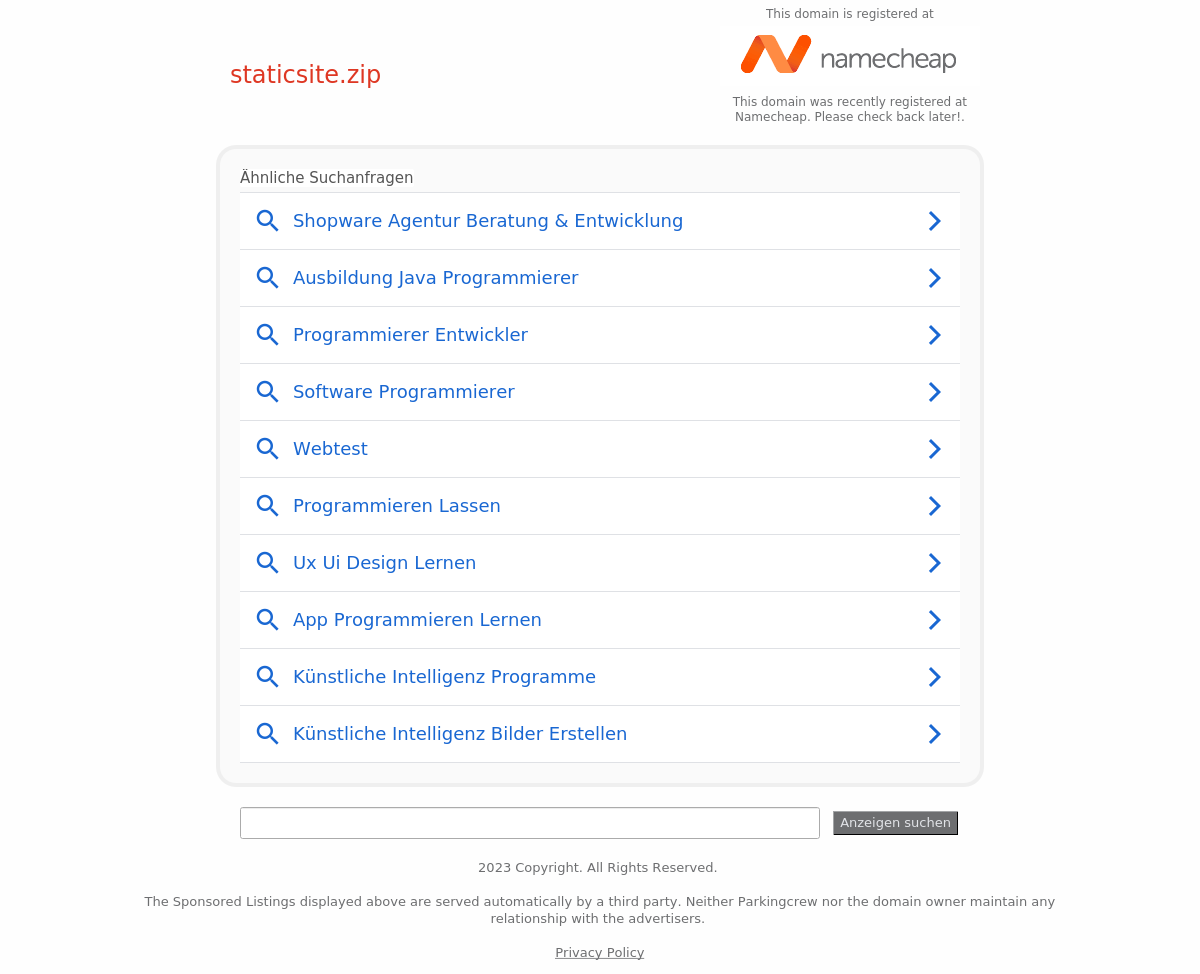 This domain is registered at
namecheap
staticsite.zip
This domain was recently registered at
Namecheap. Please check back later!.
Ähnliche Suchanfragen
Shopware Agentur Beratung & Entwicklung
Ausbildung Java Programmierer
Programmierer Entwickler
Software Programmierer
Webtest
Programmieren Lassen
Ux Ui Design Lernen
App Programmieren Lernen
Künstliche Intelligenz Programme
Künstliche Intelligenz Bilder Erstellen
Anzeigen suchen
2023 Copyright. All Rights Reserved.
The Sponsored Listings displayed above are served automatically by a third party. Neither Parkingcrew nor the domain owner maintain any
relationship with the advertisers.
Privacy Policy